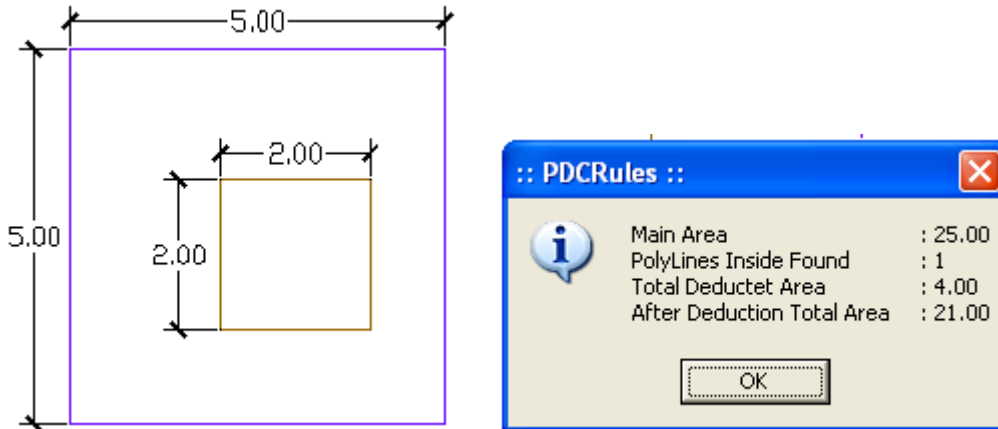 5.00
2.00
5.00
2.00
:: PDCRules ::
Main Area : 25.00
PolyLines Inside Found : 1
Total Deductet Area : 4.00
After Deduction Total Area : 21.00
OK